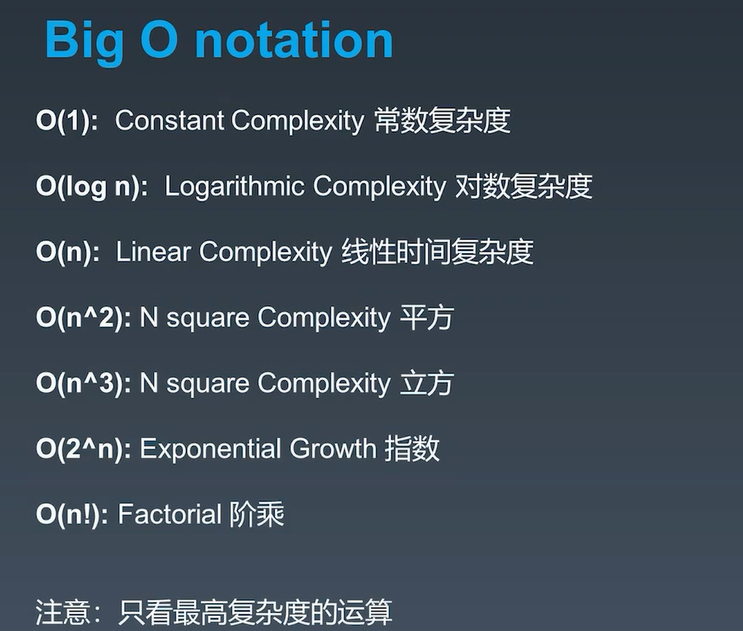 Big O notation
O(1): Constant Complexity 常数复杂度
O(log n): Logarithmic Complexity 对数复杂度
O(n): Linear Complexity 线性时间复杂度
O(n^2): N square Complexity 平方
O(n^3): N square Complexity 立方
O(2^n): Exponential Growth 指数
O(n!): Factorial 阶乘
注意：只看最高复杂度的运算